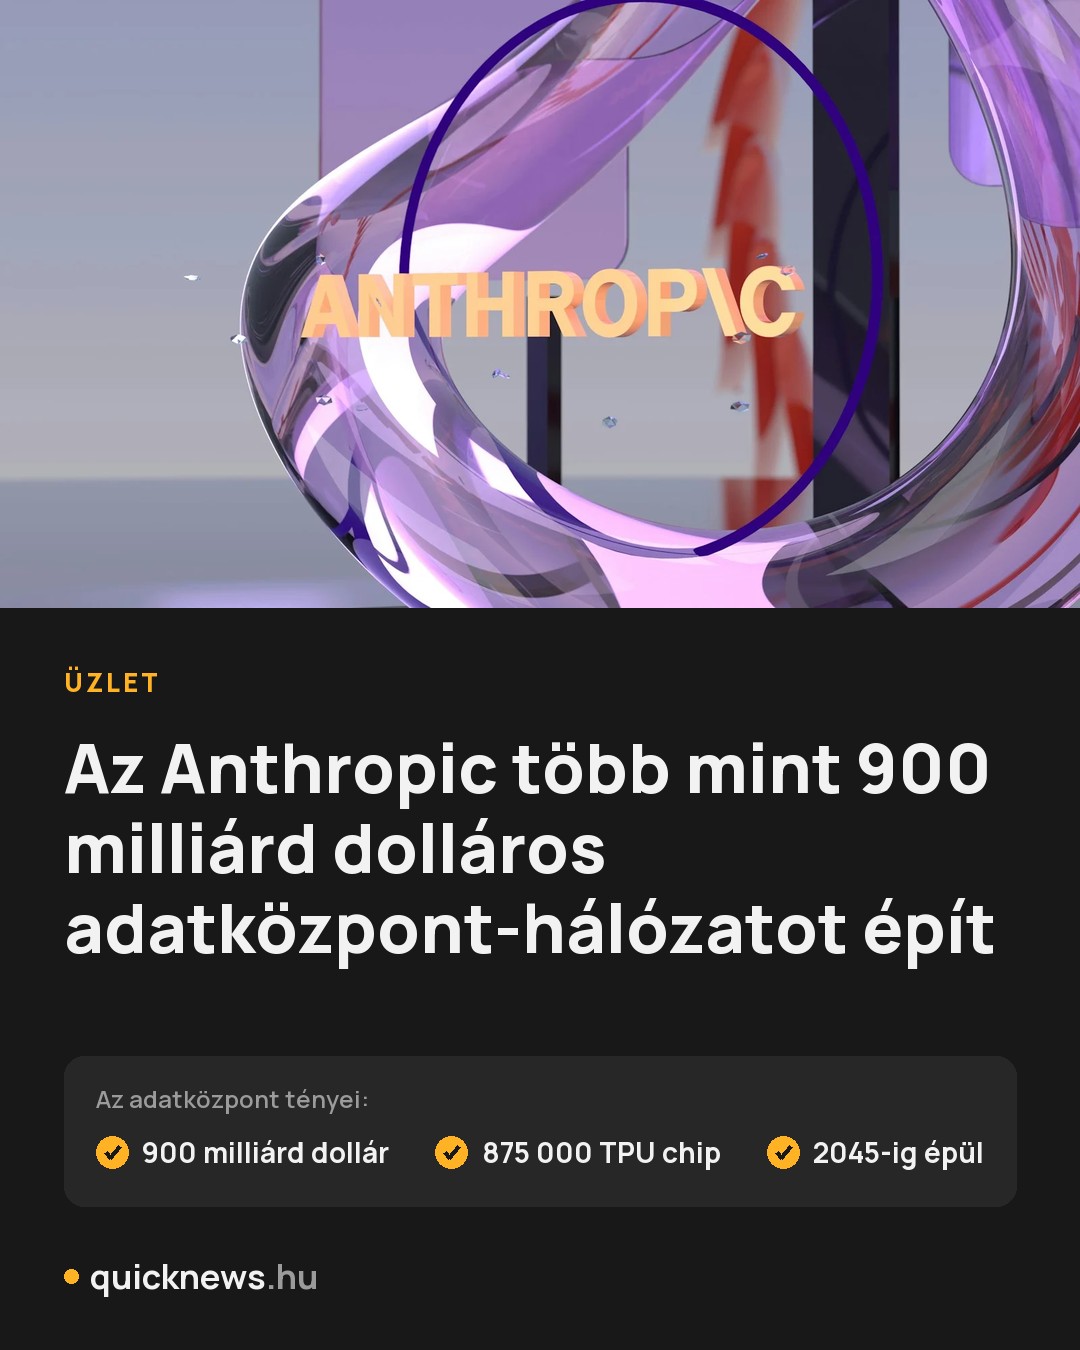 ANTHROP\C
ÜZLET
Az Anthropic több mint 900
milliárd dolláros
adatközpont-hálózatot épít
Az adatközpont tényei:
900 milliárd dollár
875 000 TPU chip
2045-ig épül
quicknews.hu